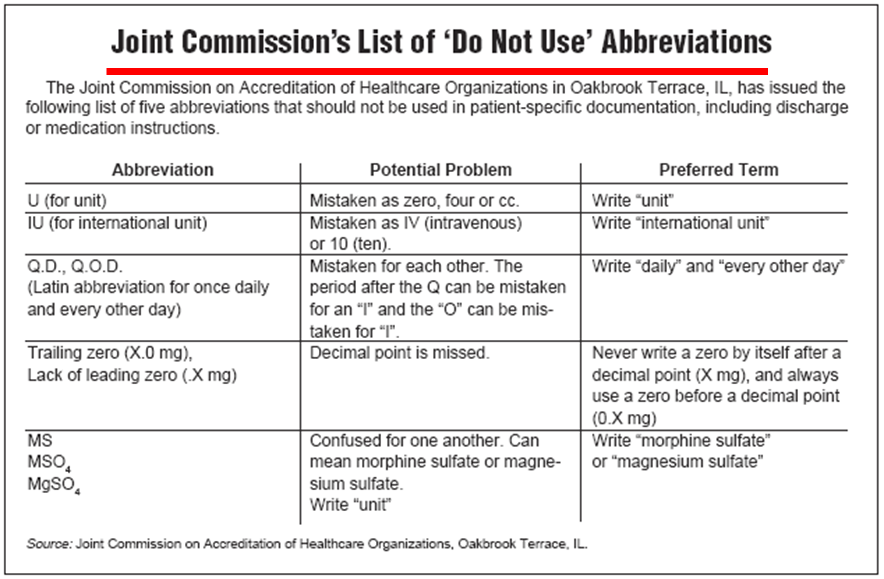 Joint Commission's List of 'Do Not Use' Abbreviations
The Joint Commission on Accreditation of Healthcare Organizations in Oakbrook Terrace, IL, has issued the
following list of five abbreviations that should not be used in patient-specific documentation, including discharge
or medication instructions.
Abbreviation Potential Problem Preferred Term
U (for unit) Mistaken as zero, four or cc. Write “unit”
IU (for international unit) Mistaken as IV (intravenous) Write “international unit”
or 10 (ten).
Q.D., Q.O.D. Mistaken for each other. The Write “daily” and “every other day”
(Latin abbreviation for once daily period after the Q can be mistaken
and every other day) for an “I” and the “O” can be mis-
taken for “I”.
Trailing zero (X.0 mg), Decimal point is missed. Never write a zero by itself after a
Lack of leading zero (.X mg) decimal point (X mg), and always
use a zero before a decimal point
(0.X mg)
MS Confused for one another. Can Write “morphine sulfate”
MSO₄ mean morphine sulfate or magne- or “magnesium sulfate”
MgSO₄ sium sulfate.
Write “unit”
Source: Joint Commission on Accreditation of Healthcare Organizations, Oakbrook Terrace, IL.